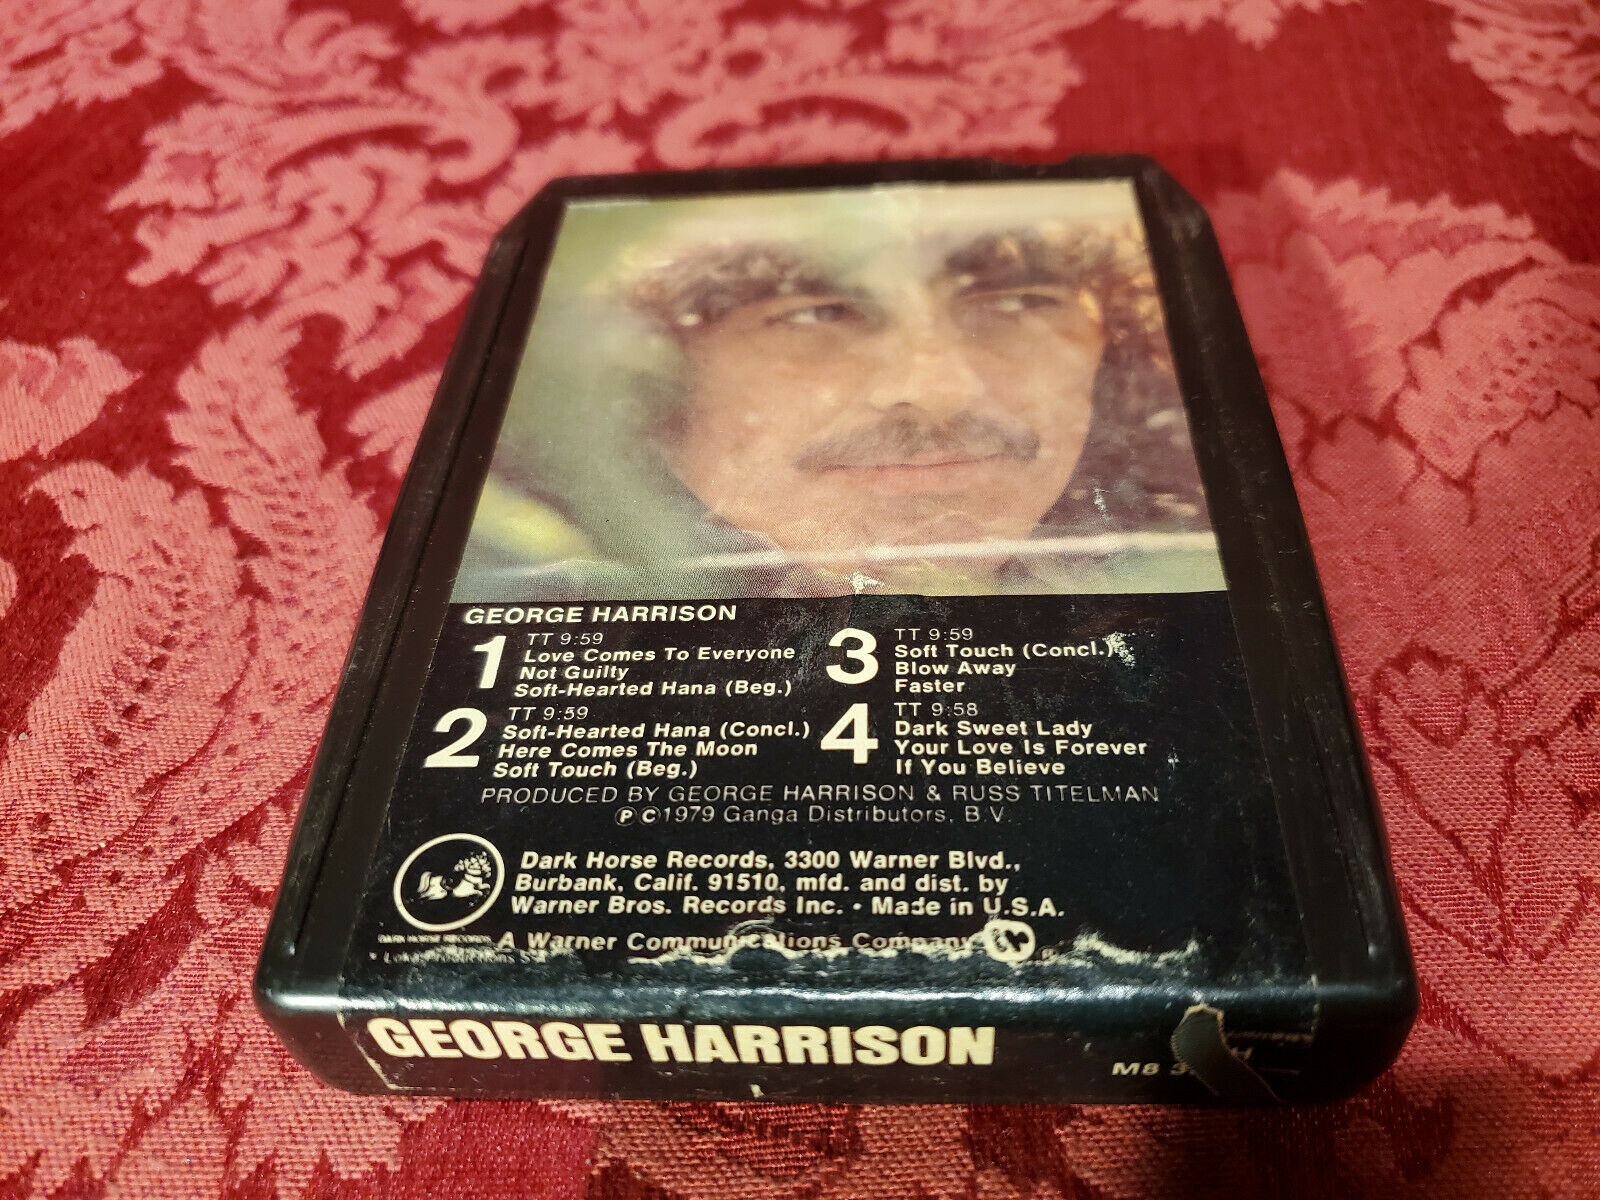 GEORGE HARRISON
1
TT 9:59
Love Comes To Everyone
Not Guilty
Soft-Hearted Hana (Beg.)
2
TT 9:59
Soft-Hearted Hana (Concl.)
Here Comes The Moon
Soft Touch (Beg.)
3
TT 9:59
Soft Touch (Concl.)
Blow Away
Faster
4
TT 9:58
Dark Sweet Lady
Your Love Is Forever
If You Believe
PRODUCED BY GEORGE HARRISON & RUSS TITELMAN
Ⓟ©1979 Ganga Distributors, B.V.
Dark Horse Records, 3300 Warner Blvd.,
Burbank, Calif. 91510, mfd. and dist. by
Warner Bros. Records Inc. • Made in U.S.A.
DARK HORSE RECORDS
A Warner Communications Company ®
GEORGE HARRISON
M8